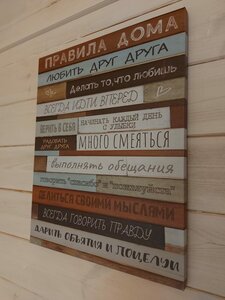 ПРАВИЛА ДОМА
ЛЮБИТЬ ДРУГ ДРУГА
Делать то, что любишь
ВСЕГДА ИДТИ ВПЕРЕД
ВЕРИТЬ В СЕБЯ
НАЧИНАТЬ КАЖДЫЙ ДЕНЬ
С УЛЫБКИ
РАДОВАТЬ
ДРУГ ДРУГА
МНОГО СМЕЯТЬСЯ
выполнять обещания
говорить "спасибо" и "пожалуйста"
ДЕЛИТЬСЯ СВОИМИ МЫСЛЯМИ
ВСЕГДА ГОВОРИТЬ ПРАВДУ
ДАРИТЬ ОБЪЯТИЯ И ПОЦЕЛУИ